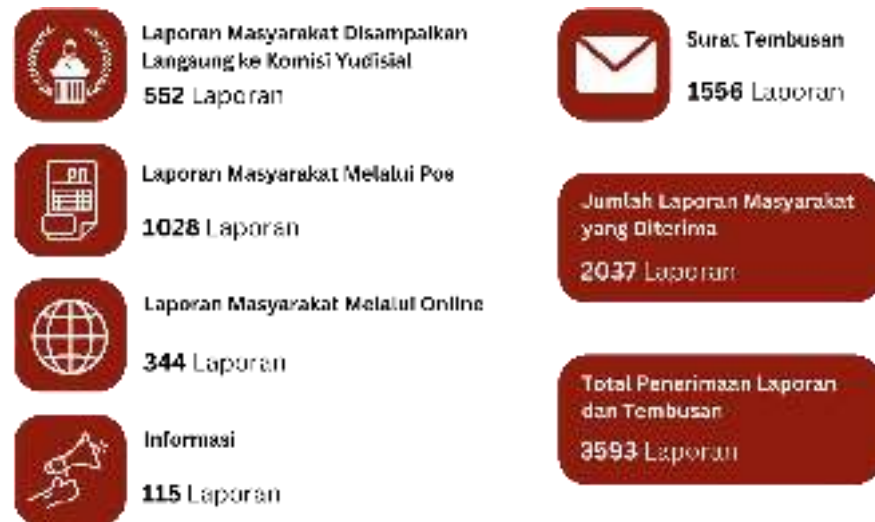 Laporan Masyarakat Disampaikan
Langsung ke Komisi Yudisial
552 Laporan
Laporan Masyarakat Melalui Pos
1028 Laporan
Laporan Masyarakat Melalui Online
344 Laporan
Informasi
115 Laporan
Surat Tembusan
1556 Laporan
Jumlah Laporan Masyarakat
yang Diterima
2037 Laporan
Total Penerimaan Laporan
dan Tembusan
3593 Laporan